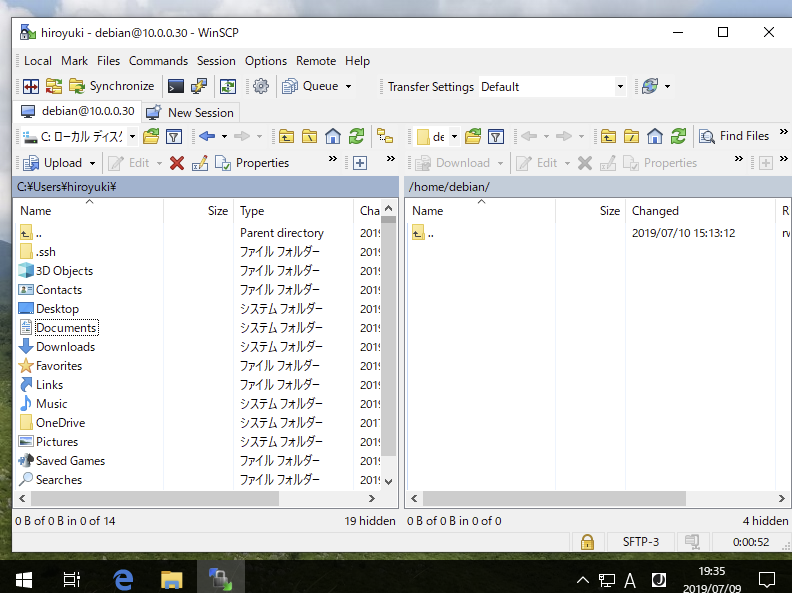 hiroyuki - debian@10.0.0.30 - WinSCP
Local Mark Files Commands Session Options Remote Help
Synchronize Queue Transfer Settings Default
debian@10.0.0.30 New Session
C: ローカル ディスク de Find Files
Upload Edit Properties Download Edit Properties
C:¥Users¥hiroyuki¥ /home/debian/
Name Size Type Cha Name Size Changed R
.. Parent directory 2019 .. 2019/07/10 15:13:12 rw
.ssh ファイル フォルダー 2019
3D Objects ファイル フォルダー 2019
Contacts ファイル フォルダー 2019
Desktop システム フォルダー 2019
Documents システム フォルダー 2019
Downloads システム フォルダー 2019
Favorites ファイル フォルダー 2019
Links ファイル フォルダー 2019
Music システム フォルダー 2019
OneDrive システム フォルダー 2017
Pictures システム フォルダー 2019
Saved Games ファイル フォルダー 2019
Searches ファイル フォルダー 2019
0 B of 0 B in 0 of 14 19 hidden 0 B of 0 B in 0 of 0 4 hidden
SFTP-3 0:00:52
A 19:35
2019/07/09